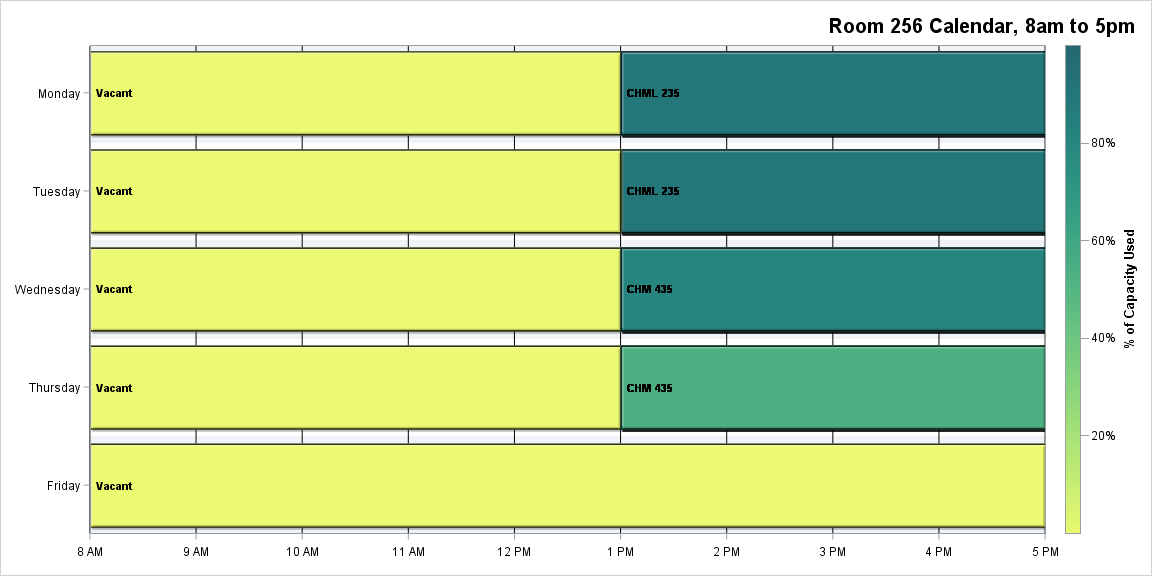 Room 256 Calendar, 8am to 5pm
Monday
Vacant
CHML 235
Tuesday
Vacant
CHML 235
Wednesday
Vacant
CHM 435
Thursday
Vacant
CHM 435
Friday
Vacant
8 AM
9 AM
10 AM
11 AM
12 PM
1 PM
2 PM
3 PM
4 PM
5 PM
80%
60%
40%
20%
% of Capacity Used